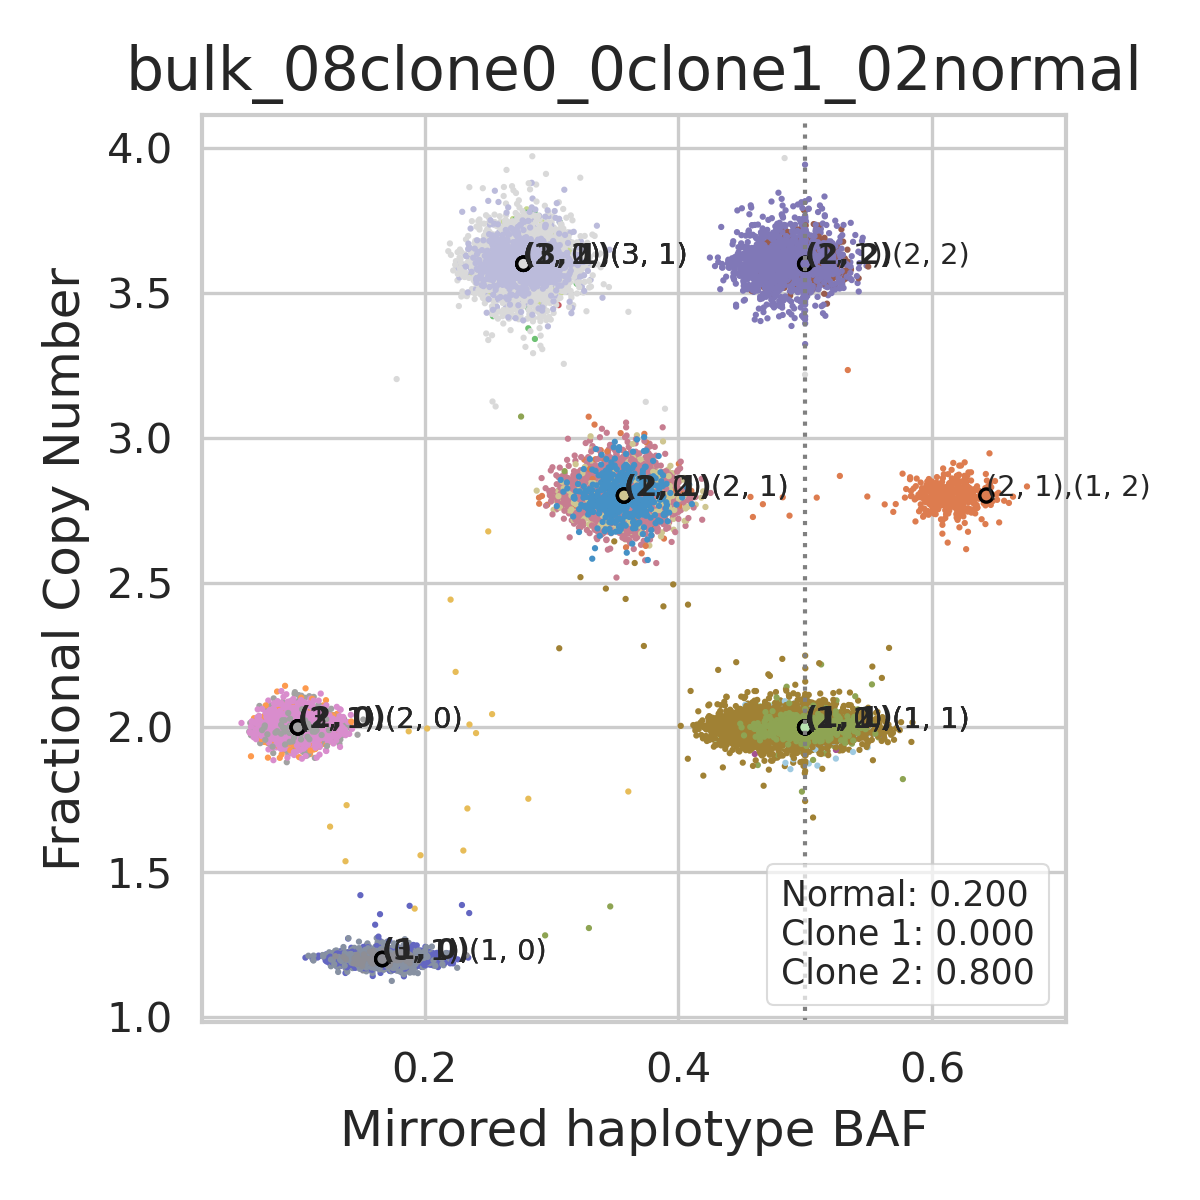 bulk_08clone0_0clone1_02normal
4.0
3.5
3.0
2.5
2.0
1.5
1.0
Fractional Copy Number
(3, 1)
(2, 2)
(2, 1)
(2, 1),(1, 2)
(2, 0)
(1, 1)
(1, 0)
Normal: 0.200
Clone 1: 0.000
Clone 2: 0.800
0.2 0.4 0.6
Mirrored haplotype BAF